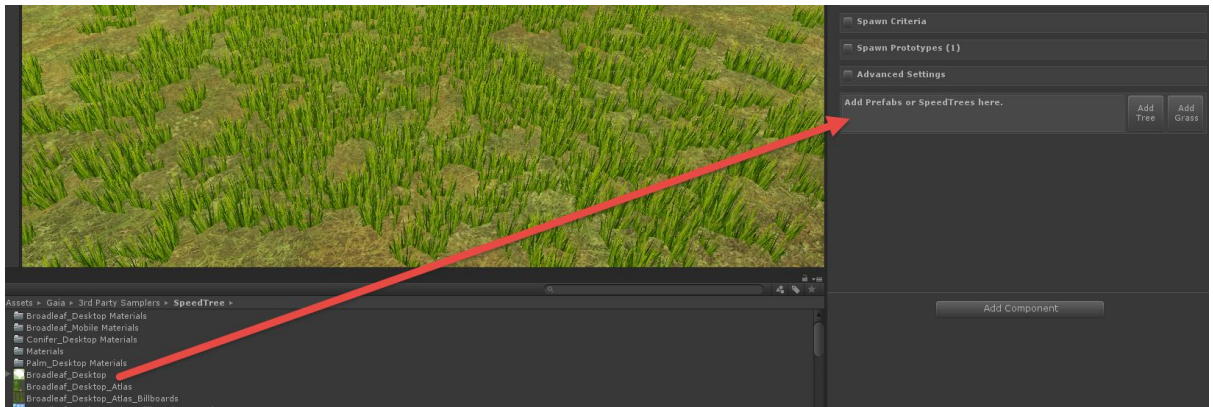 Spawn Criteria
Spawn Prototypes (1)
Advanced Settings
Add Prefabs or SpeedTrees here.
Add
Tree
Add
Grass
Add Component
Assets ▸ Gaia ▸ 3rd Party Samplers ▸ SpeedTree ▸
Broadleaf_Desktop Materials
Broadleaf_Mobile Materials
Conifer_Desktop Materials
Materials
Palm_Desktop Materials
Broadleaf_Desktop
Broadleaf_Desktop_Atlas
Broadleaf_Desktop_Atlas_Billboards